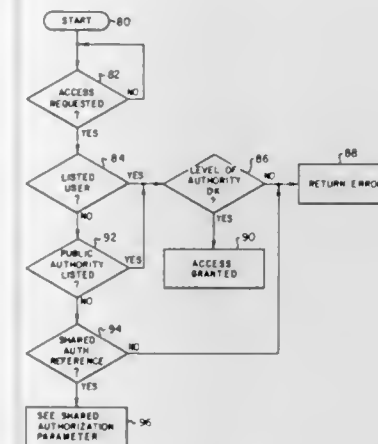 START
80
82
ACCESS
REQUESTED
?
NO
YES
84
LISTED
USER
?
YES
NO
86
LEVEL OF
AUTHORITY
OK
?
NO
YES
88
RETURN ERROR
90
ACCESS
GRANTED
92
PUBLIC
AUTHORITY
LISTED
?
YES
NO
94
SHARED
AUTH
REFERENCE
?
NO
YES
SEE SHARED
AUTHORIZATION
PARAMETER
96